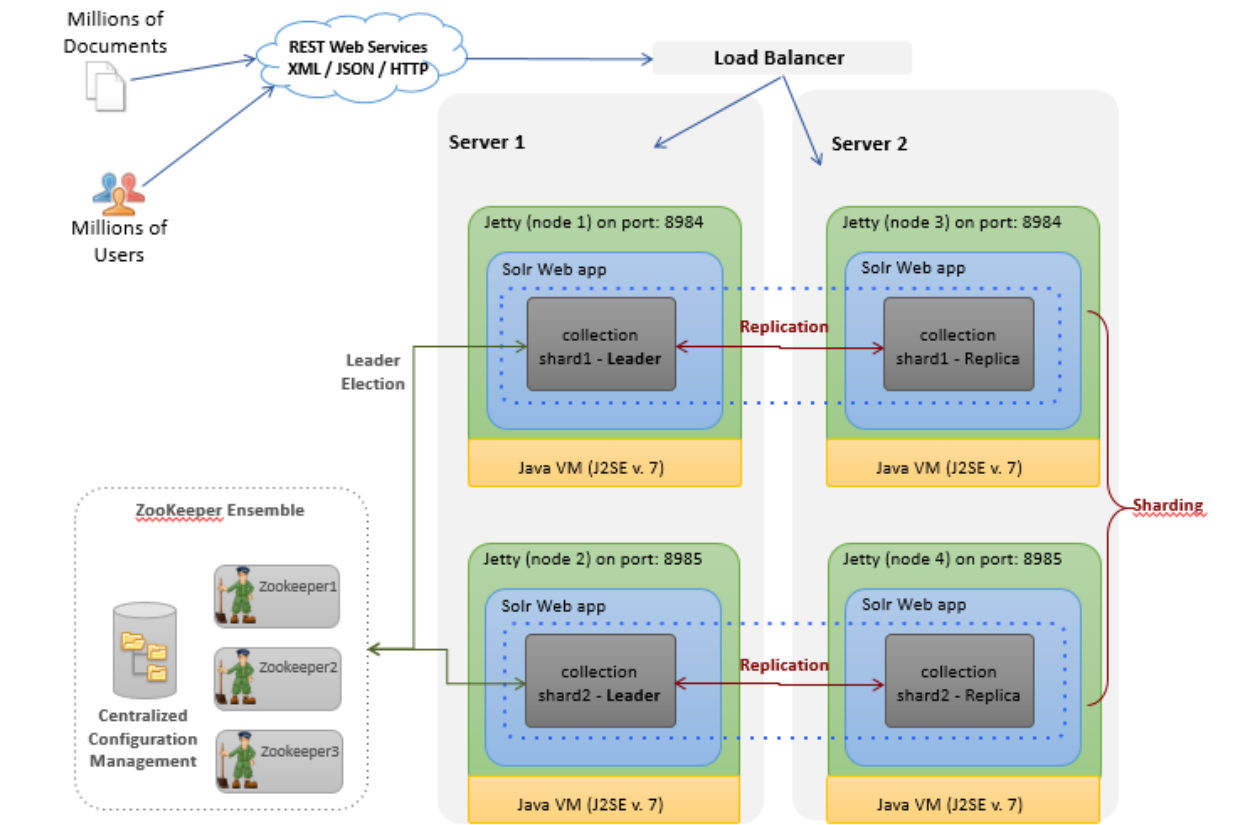 Millions of
Documents
REST Web Services
XML / JSON / HTTP
Load Balancer
Millions of
Users
Server 1
Server 2
Jetty (node 1) on port: 8984
Solr Web app
collection
shard1 - Leader
Java VM (J2SE v. 7)
Replication
Jetty (node 3) on port: 8984
Solr Web app
collection
shard1 - Replica
Java VM (J2SE v. 7)
Leader
Election
Sharding
ZooKeeper Ensemble
Zookeeper1
Zookeeper2
Zookeeper3
Centralized
Configuration
Management
Jetty (node 2) on port: 8985
Solr Web app
collection
shard2 - Leader
Java VM (J2SE v. 7)
Replication
Jetty (node 4) on port: 8985
Solr Web app
collection
shard2 - Replica
Java VM (J2SE v. 7)